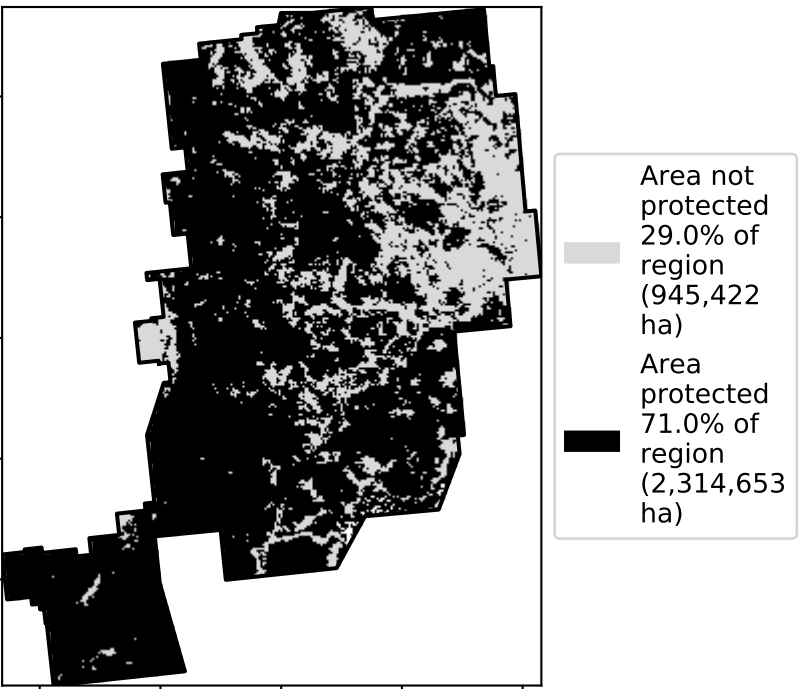 Area not
protected
29.0% of
region
(945,422
ha)
Area
protected
71.0% of
region
(2,314,653
ha)